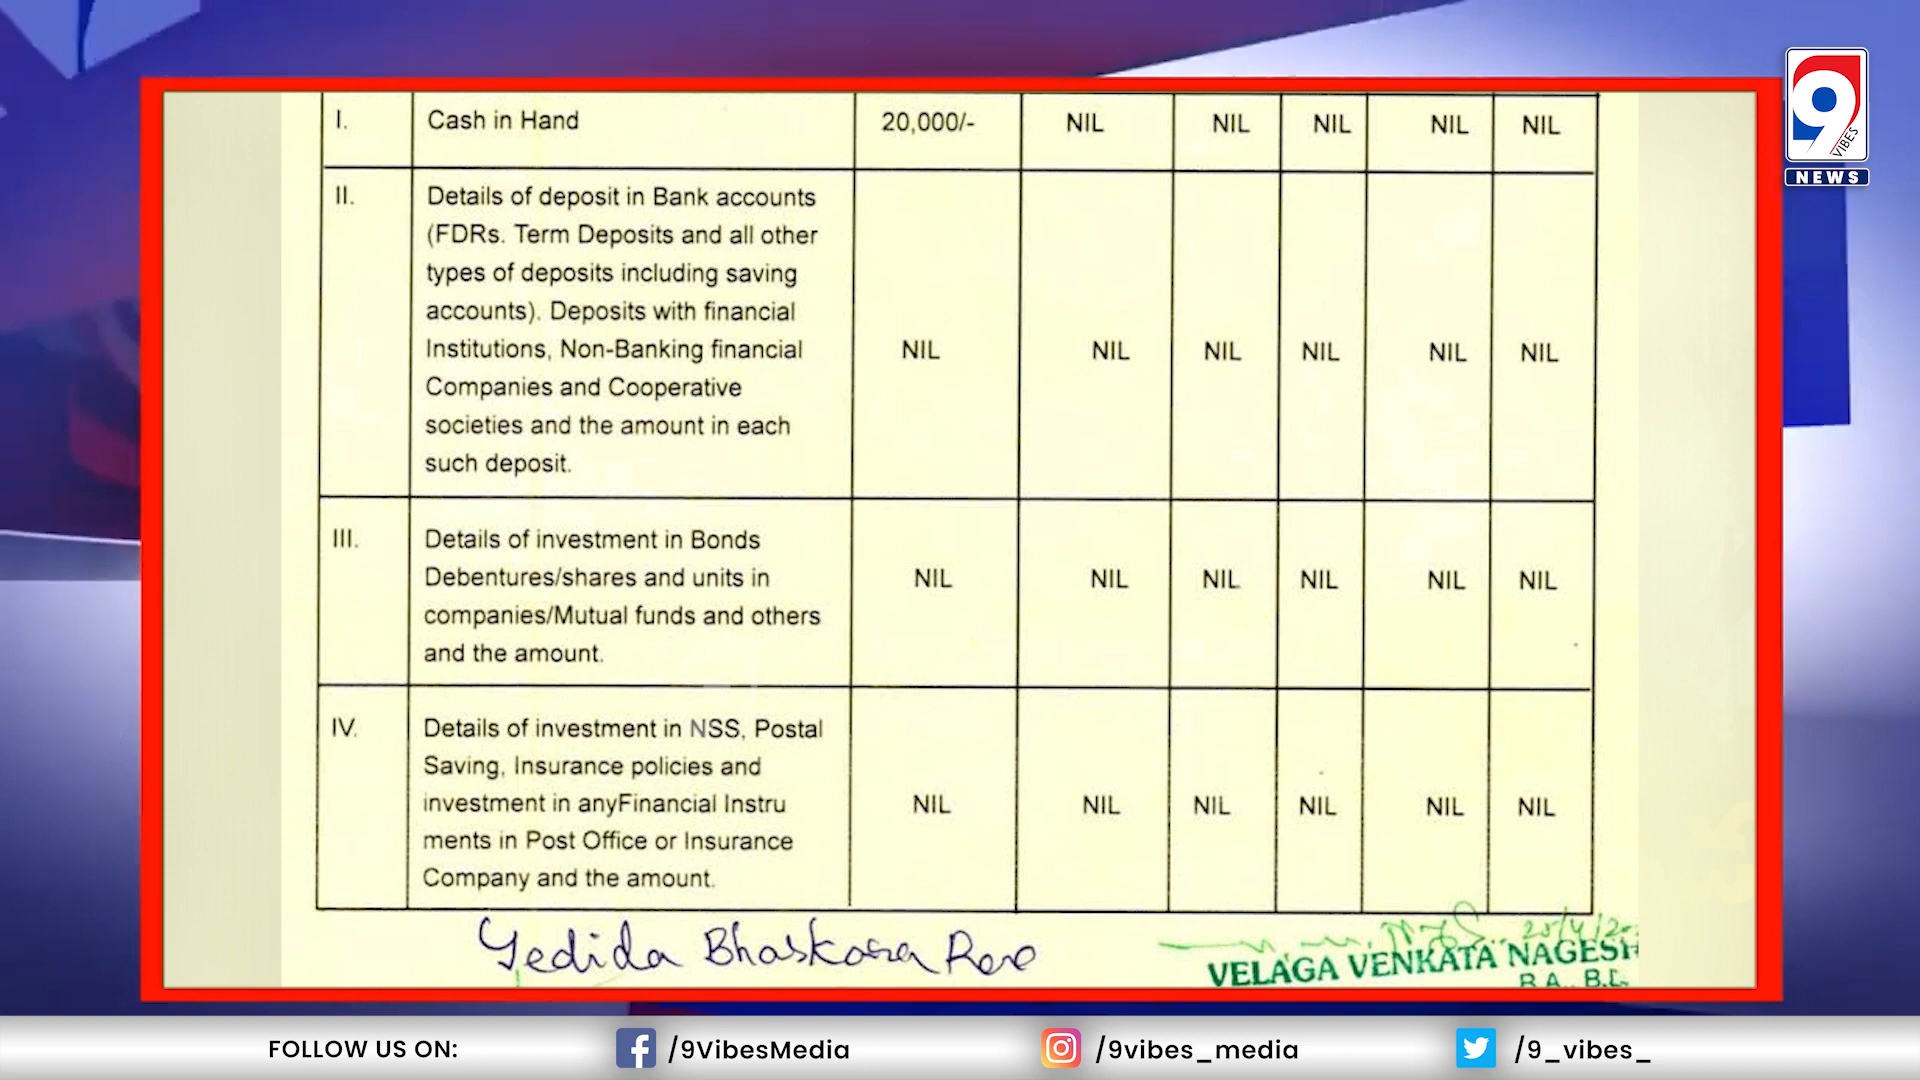 9
VIBES
NEWS
I. Cash in Hand 20,000/- NIL NIL NIL NIL NIL
II. Details of deposit in Bank accounts
(FDRs. Term Deposits and all other
types of deposits including saving
accounts). Deposits with financial
Institutions, Non-Banking financial
Companies and Cooperative
societies and the amount in each
such deposit.
NIL NIL NIL NIL NIL NIL
III. Details of investment in Bonds
Debentures/shares and units in
companies/Mutual funds and others
and the amount.
NIL NIL NIL NIL NIL NIL
IV. Details of investment in NSS, Postal
Saving, Insurance policies and
investment in anyFinancial Instru
ments in Post Office or Insurance
Company and the amount.
NIL NIL NIL NIL NIL NIL
Yedida Bhaskara Rao
VELAGA VENKATA NAGESH
B.A., B.L.
FOLLOW US ON: /9VibesMedia /9vibes_media /9_vibes_